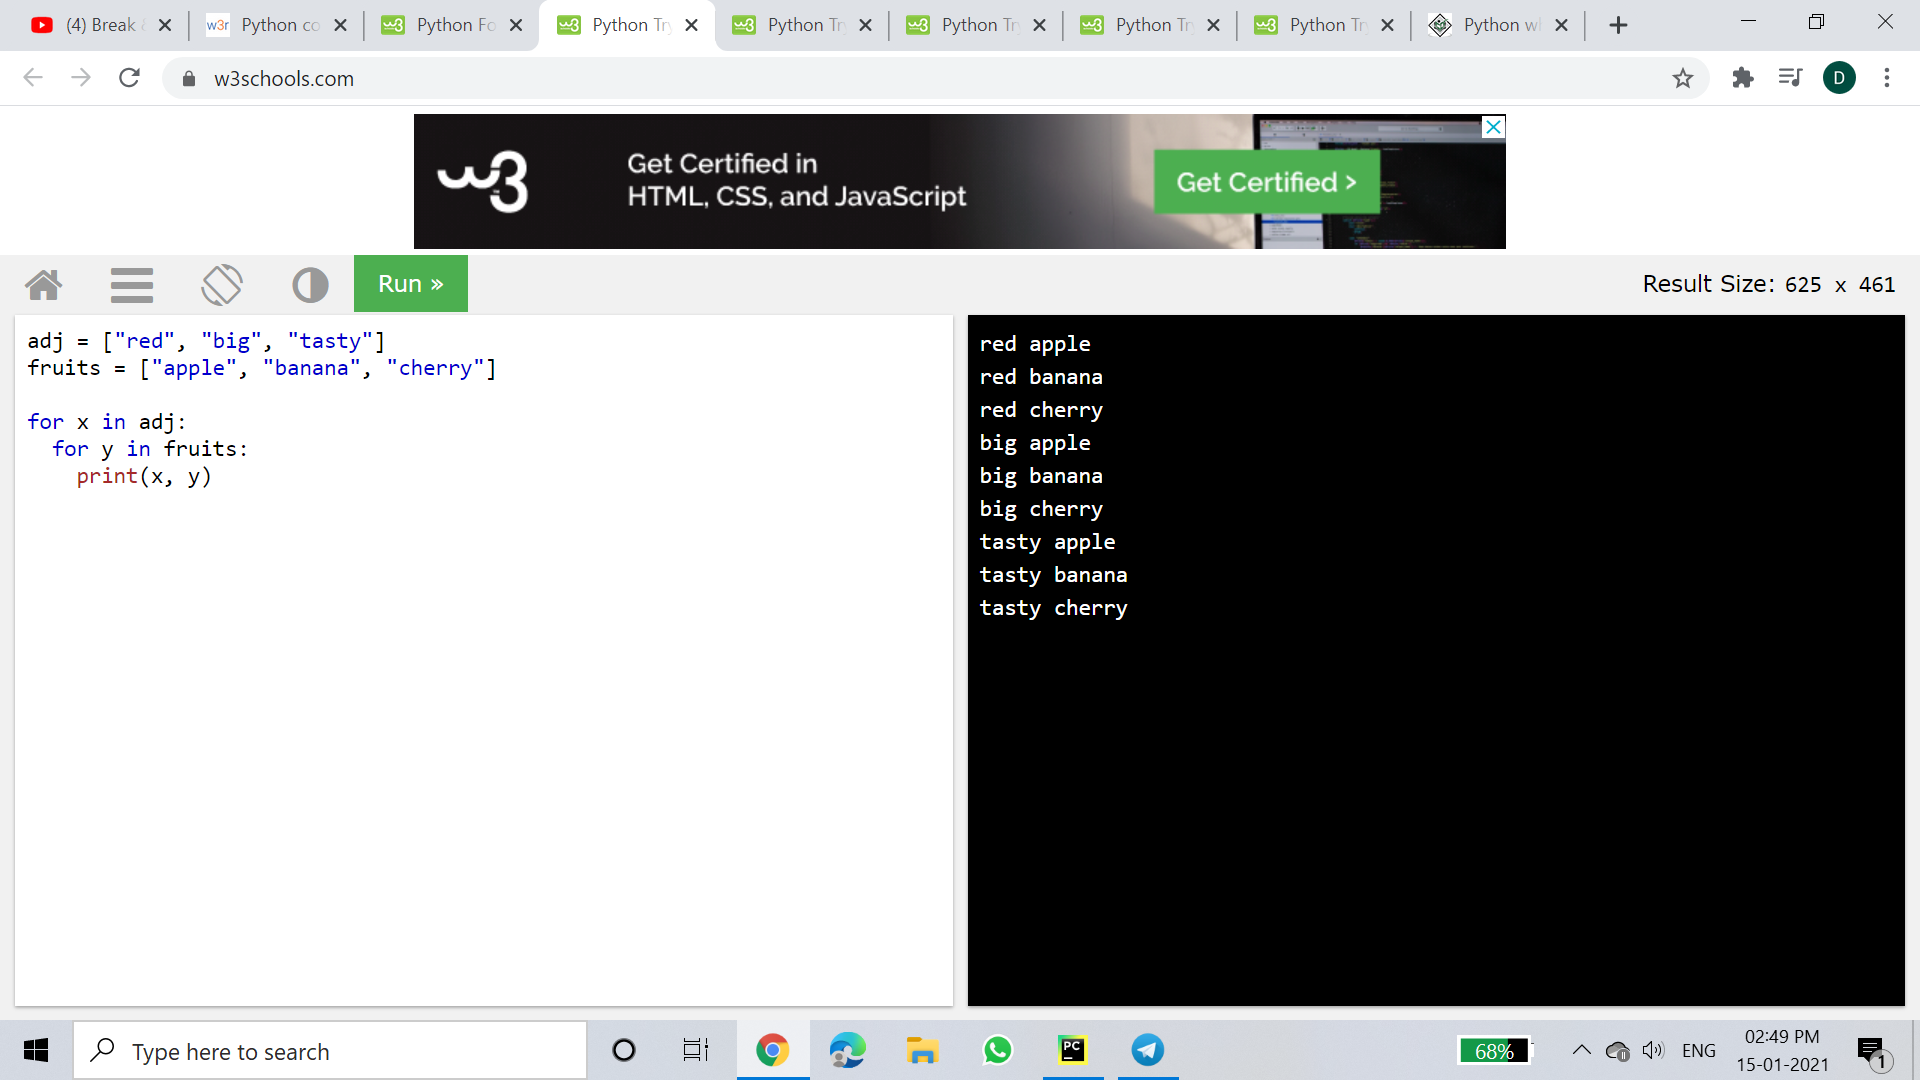 (4) Break
Python co
Python Fo
Python Tr
Python Tr
Python Tr
Python Tr
Python Tr
Python w
w3schools.com
D
Get Certified in
HTML, CSS, and JavaScript
Get Certified >
Run »
Result Size: 625 x 461
adj = ["red", "big", "tasty"]
fruits = ["apple", "banana", "cherry"]
for x in adj:
  for y in fruits:
    print(x, y)
red apple
red banana
red cherry
big apple
big banana
big cherry
tasty apple
tasty banana
tasty cherry
Type here to search
PC
68%
ENG
02:49 PM
15-01-2021
1